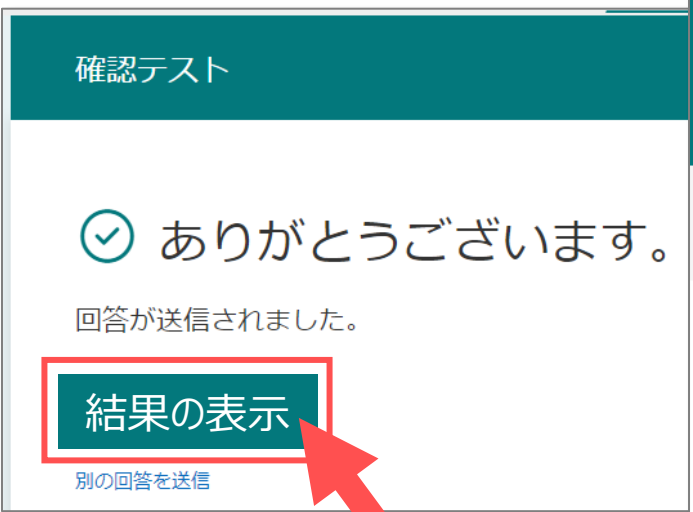 確認テスト
ありがとうございます。
回答が送信されました。
結果の表示
別の回答を送信